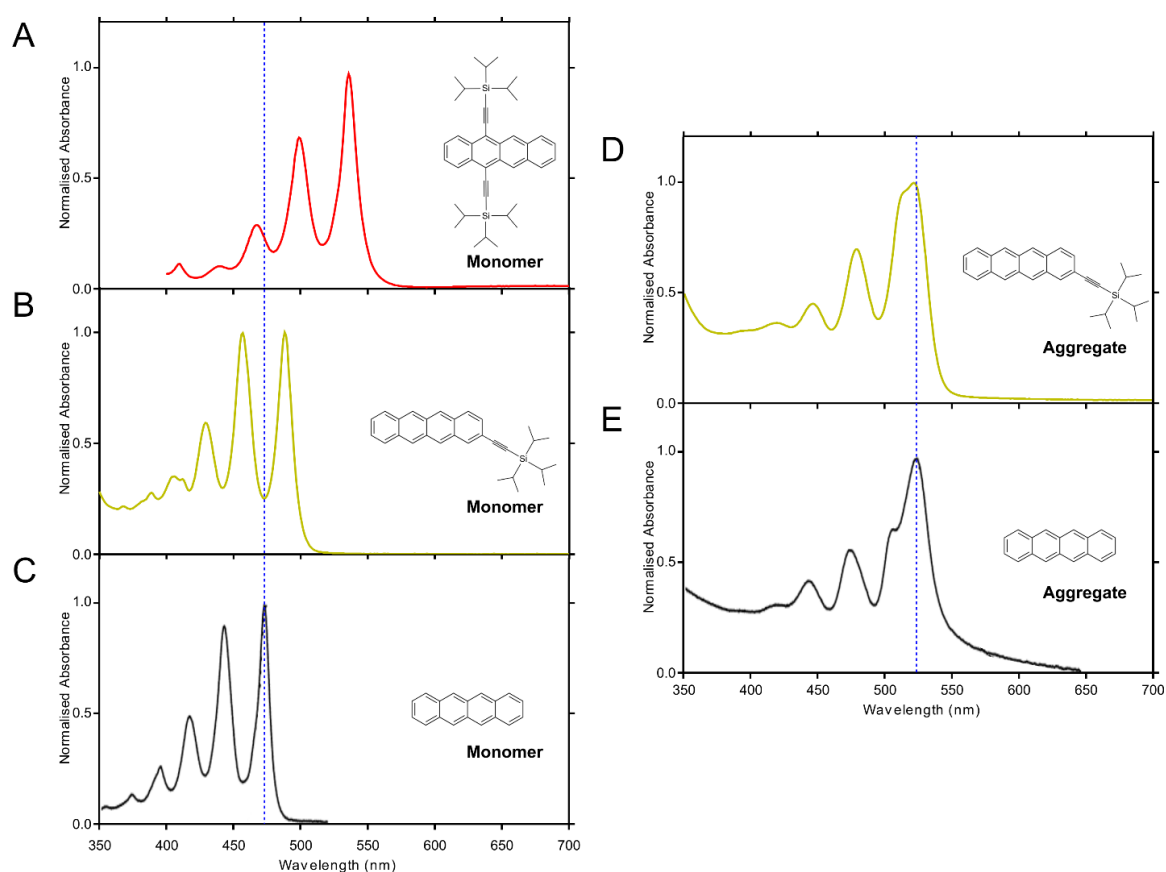 A
Normalised Absorbance
1.0
0.5
0.0
Si
Si
Monomer
B
Normalised Absorbance
1.0
0.5
0.0
Si
Monomer
C
Normalised Absorbance
1.0
0.5
0.0
Monomer
350 400 450 500 550 600 650 700
Wavelength (nm)
D
Normalised Absorbance
1.0
0.5
0.0
Si
Aggregate
E
Normalised Absorbance
1.0
0.5
0.0
Aggregate
350 400 450 500 550 600 650 700
Wavelength (nm)